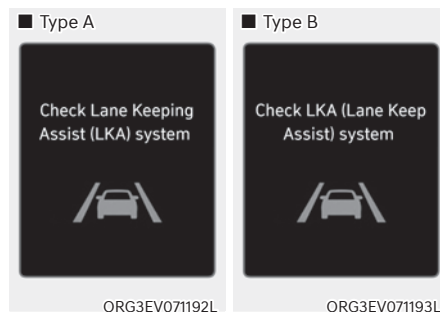 ■ Type A
Check Lane Keeping
Assist (LKA) system
ORG3EV071192L
■ Type B
Check LKA (Lane Keep
Assist) system
ORG3EV071193L